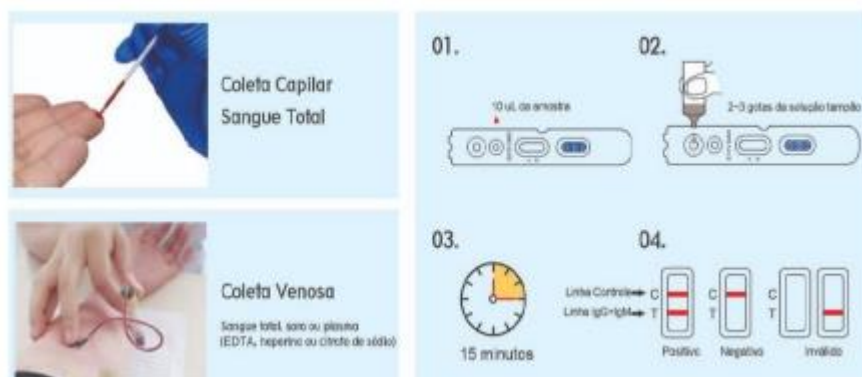 Coleta Capilar
Sangue Total
Coleta Venosa
Sangue total, soro ou plasma
(EDTA, heparina ou citrato de sódio)
01.
10 uL de amostra
02.
2-3 gotas da solução tampão
03.
15 minutos
04.
Linha Controle
Linha IgG+IgM
C
T
C
T
C
T
Positivo
Negativo
Inválido